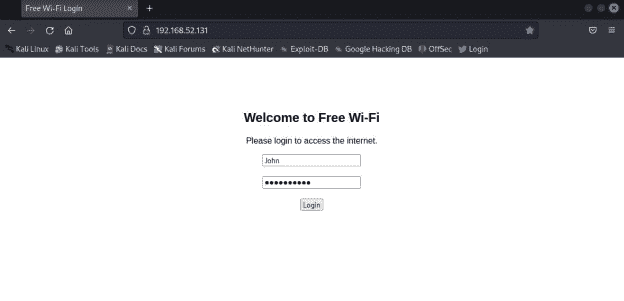 Free Wi-Fi Login
192.168.52.131
Kali Linux Kali Tools Kali Docs Kali Forums Kali NetHunter Exploit-DB Google Hacking DB OffSec Login
Welcome to Free Wi-Fi
Please login to access the internet.
John
Login